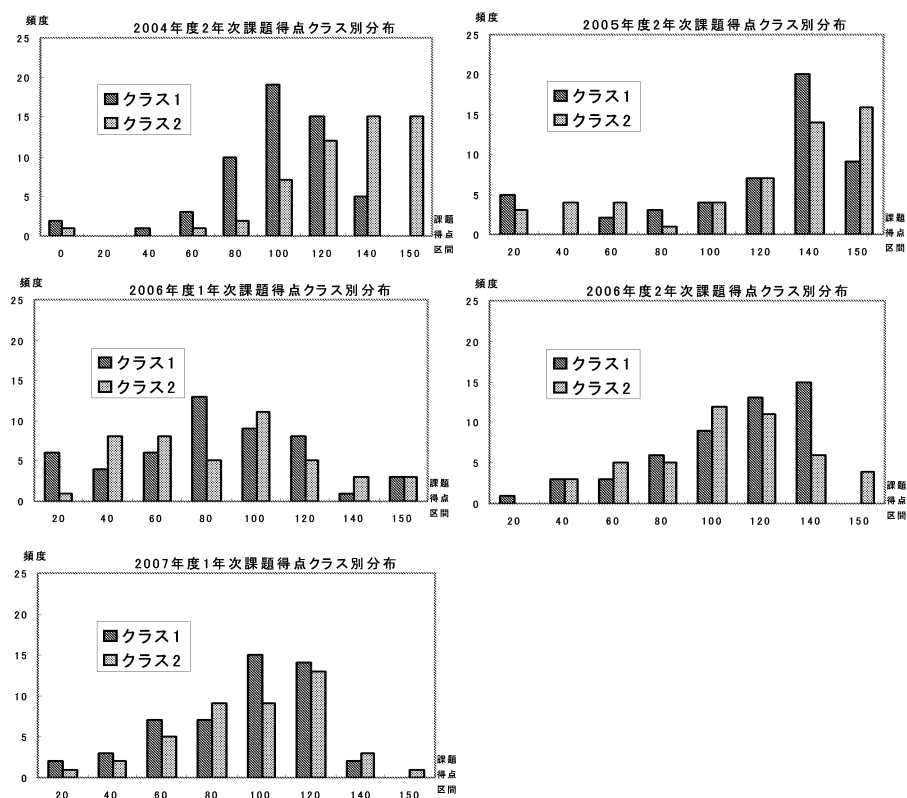 頻度
2004年度2年次課題得点クラス別分布
25
20
15
10
5
0
クラス1
クラス2
0 20 40 60 80 100 120 140 150
課題
得点
区間
頻度
2005年度2年次課題得点クラス別分布
25
20
15
10
5
0
クラス1
クラス2
20 40 60 80 100 120 140 150
課題
得点
区間
頻度
2006年度1年次課題得点クラス別分布
25
20
15
10
5
0
クラス1
クラス2
20 40 60 80 100 120 140 150
課題
得点
区間
頻度
2006年度2年次課題得点クラス別分布
25
20
15
10
5
0
クラス1
クラス2
20 40 60 80 100 120 140 150
課題
得点
区間
頻度
2007年度1年次課題得点クラス別分布
25
20
15
10
5
0
クラス1
クラス2
20 40 60 80 100 120 140 150
課題
得点
区間